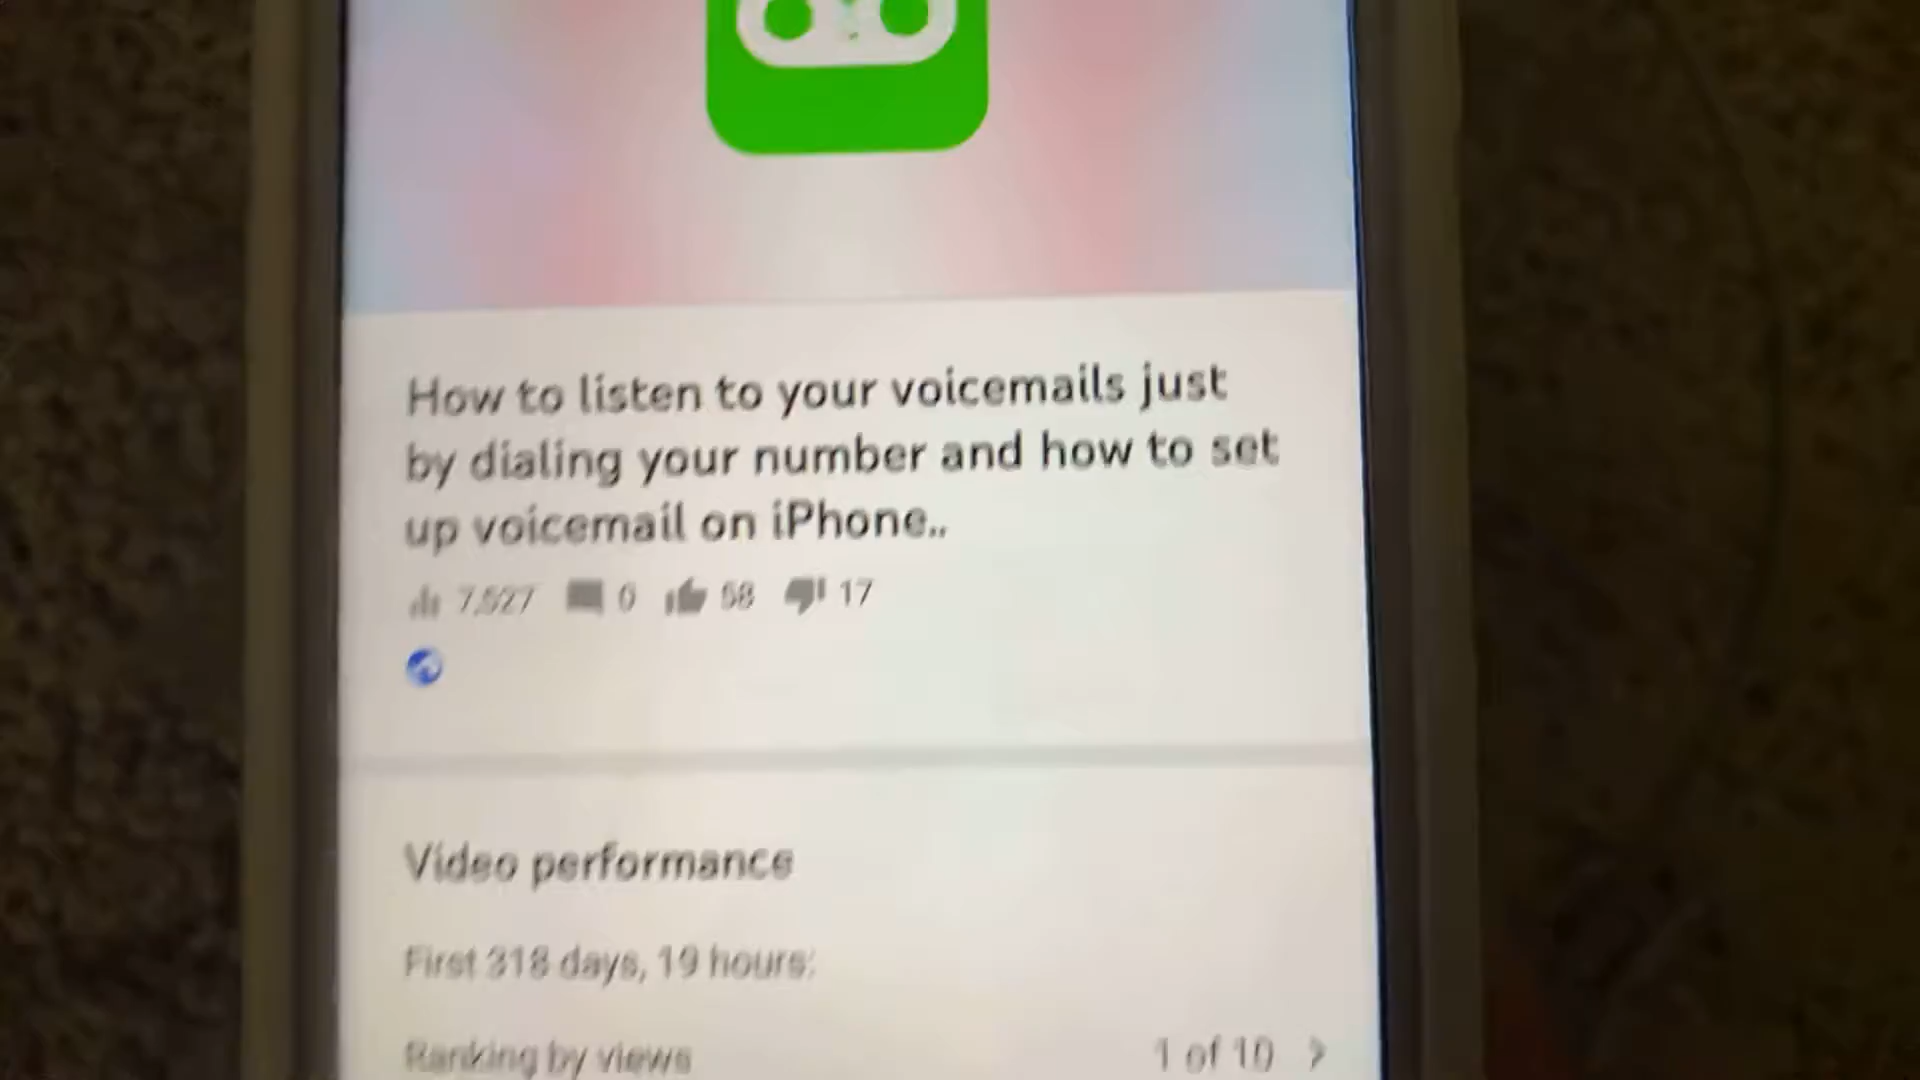 How to listen to your voicemails just
by dialing your number and how to set
up voicemail on iPhone..
7,527 0 58 17
Video performance
First 318 days, 19 hours:
Ranking by views 1 of 10 >